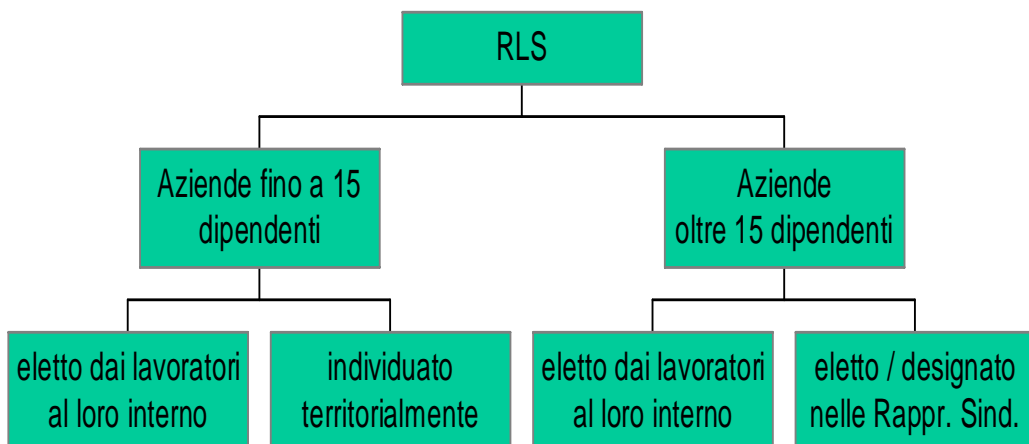 RLS
Aziende fino a 15
dipendenti
Aziende
oltre 15 dipendenti
eletto dai lavoratori
al loro interno
individuato
territorialmente
eletto dai lavoratori
al loro interno
eletto / designato
nelle Rappr. Sind.